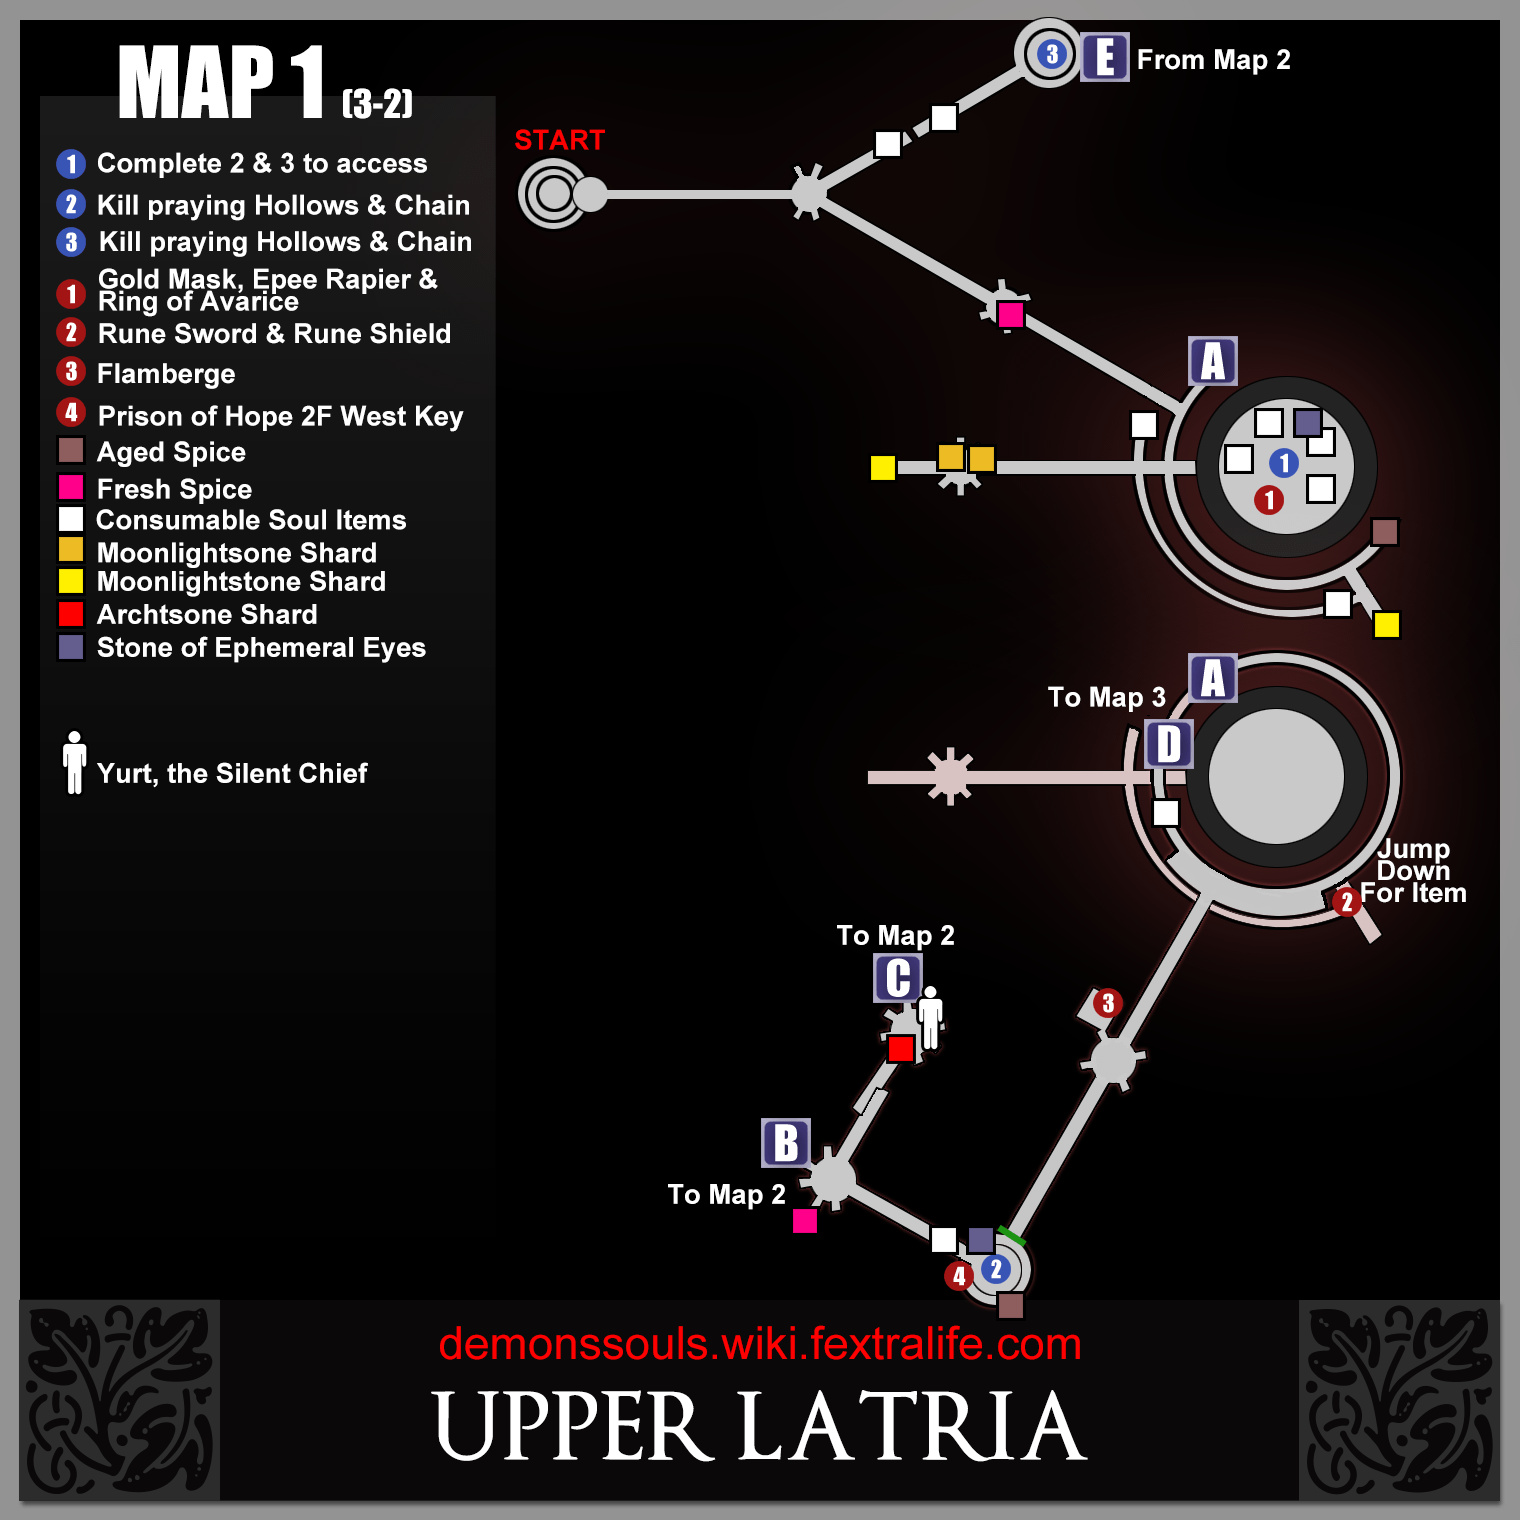 MAP 1 (3-2)
1 Complete 2 & 3 to access
2 Kill praying Hollows & Chain
3 Kill praying Hollows & Chain
1 Gold Mask, Epee Rapier &
Ring of Avarice
2 Rune Sword & Rune Shield
3 Flamberge
4 Prison of Hope 2F West Key
Aged Spice
Fresh Spice
Consumable Soul Items
Moonlightsone Shard
Moonlightstone Shard
Archtsone Shard
Stone of Ephemeral Eyes
Yurt, the Silent Chief
3 E From Map 2
START
A
1
1
A
To Map 3
D
Jump
Down
For Item
2
To Map 2
C
3
B
To Map 2
4 2
demonssouls.wiki.fextralife.com
UPPER LATRIA